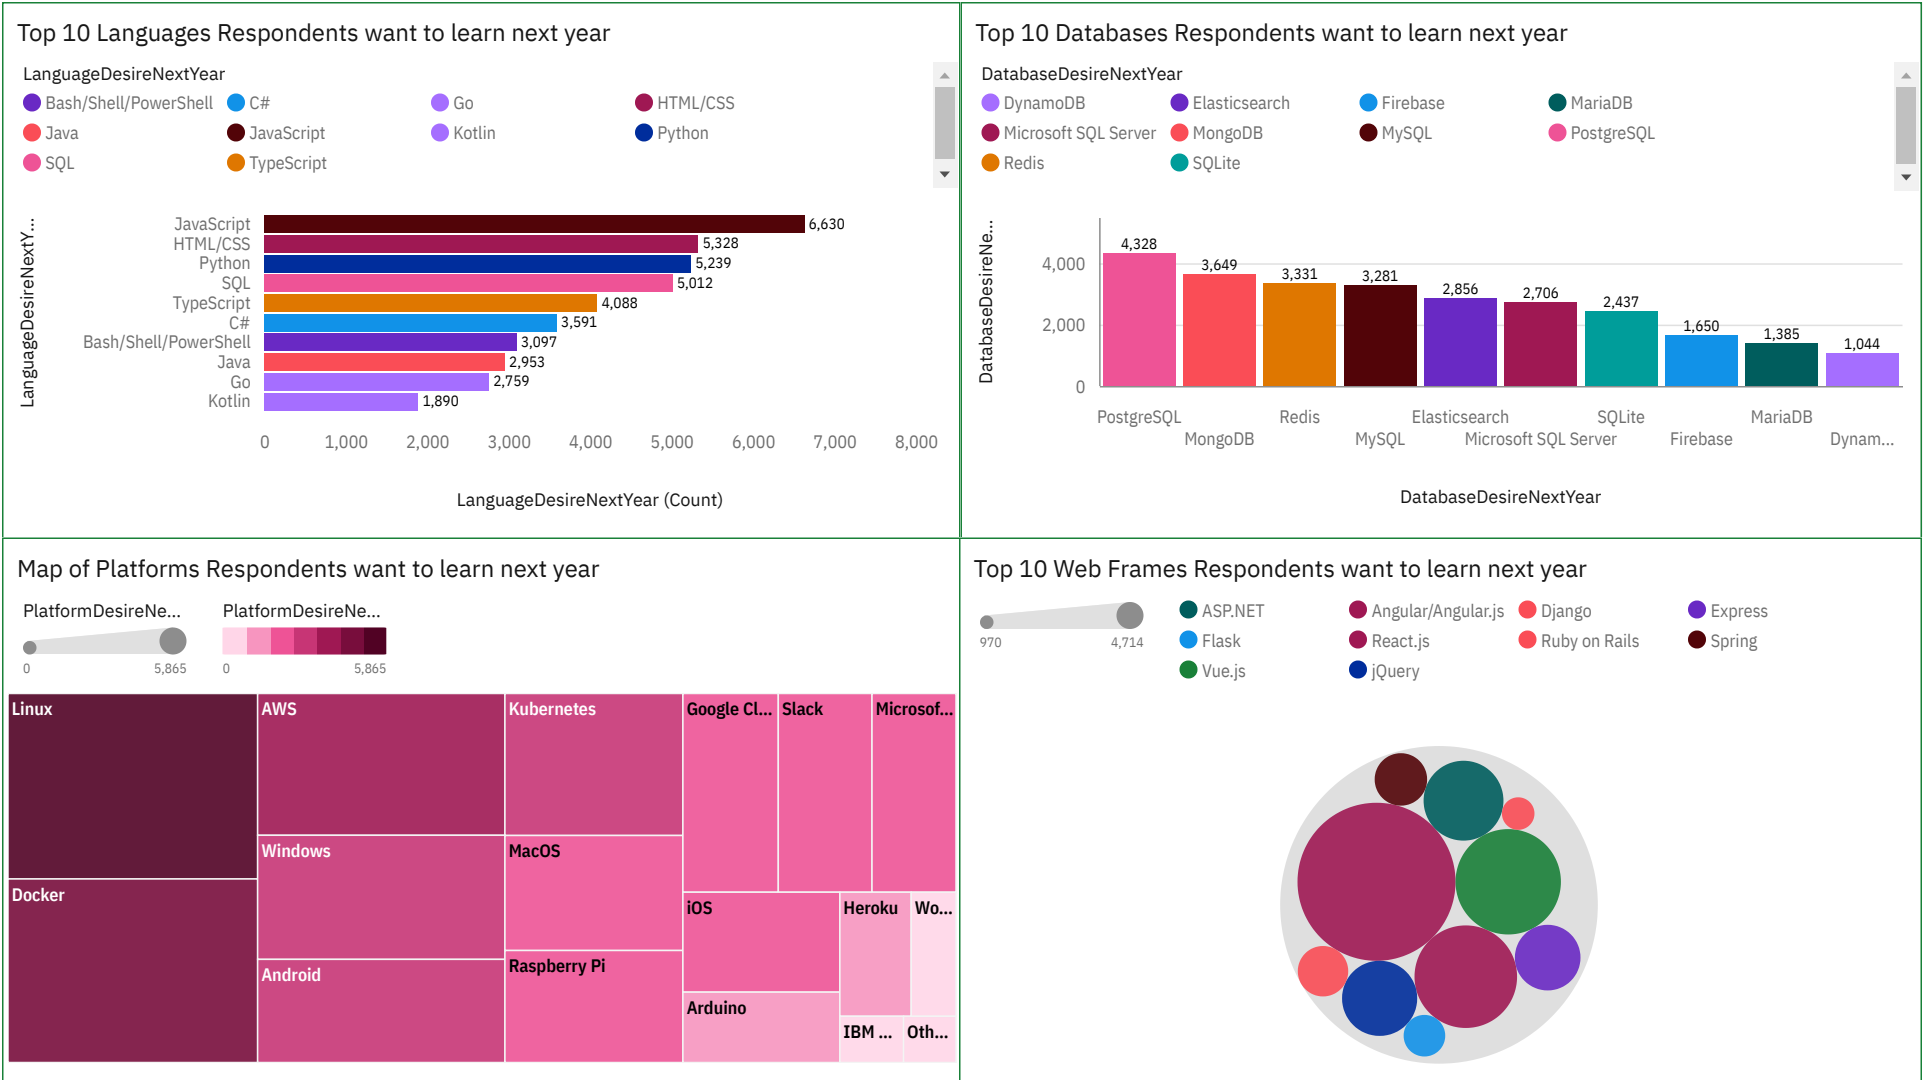 Top 10 Languages Respondents want to learn next year
LanguageDesireNextYear
Bash/Shell/PowerShell C# Go HTML/CSS
Java JavaScript Kotlin Python
SQL TypeScript
LanguageDesireNextY...
JavaScript 6,630
HTML/CSS 5,328
Python 5,239
SQL 5,012
TypeScript 4,088
C# 3,591
Bash/Shell/PowerShell 3,097
Java 2,953
Go 2,759
Kotlin 1,890
0 1,000 2,000 3,000 4,000 5,000 6,000 7,000 8,000
LanguageDesireNextYear (Count)
Top 10 Databases Respondents want to learn next year
DatabaseDesireNextYear
DynamoDB Elasticsearch Firebase MariaDB
Microsoft SQL Server MongoDB MySQL PostgreSQL
Redis SQLite
DatabaseDesireNe...
4,000
2,000
0
4,328 3,649 3,331 3,281 2,856 2,706 2,437 1,650 1,385 1,044
PostgreSQL Redis Elasticsearch SQLite MariaDB
MongoDB MySQL Microsoft SQL Server Firebase Dynam...
DatabaseDesireNextYear
Map of Platforms Respondents want to learn next year
PlatformDesireNe... PlatformDesireNe...
0 5,865 0 5,865
Linux AWS Kubernetes Google Cl... Slack Microsof...
Windows MacOS
Docker iOS Heroku Wo...
Android Raspberry Pi
Arduino IBM ... Oth...
Top 10 Web Frames Respondents want to learn next year
970 4,714
ASP.NET Angular/Angular.js Django Express
Flask React.js Ruby on Rails Spring
Vue.js jQuery